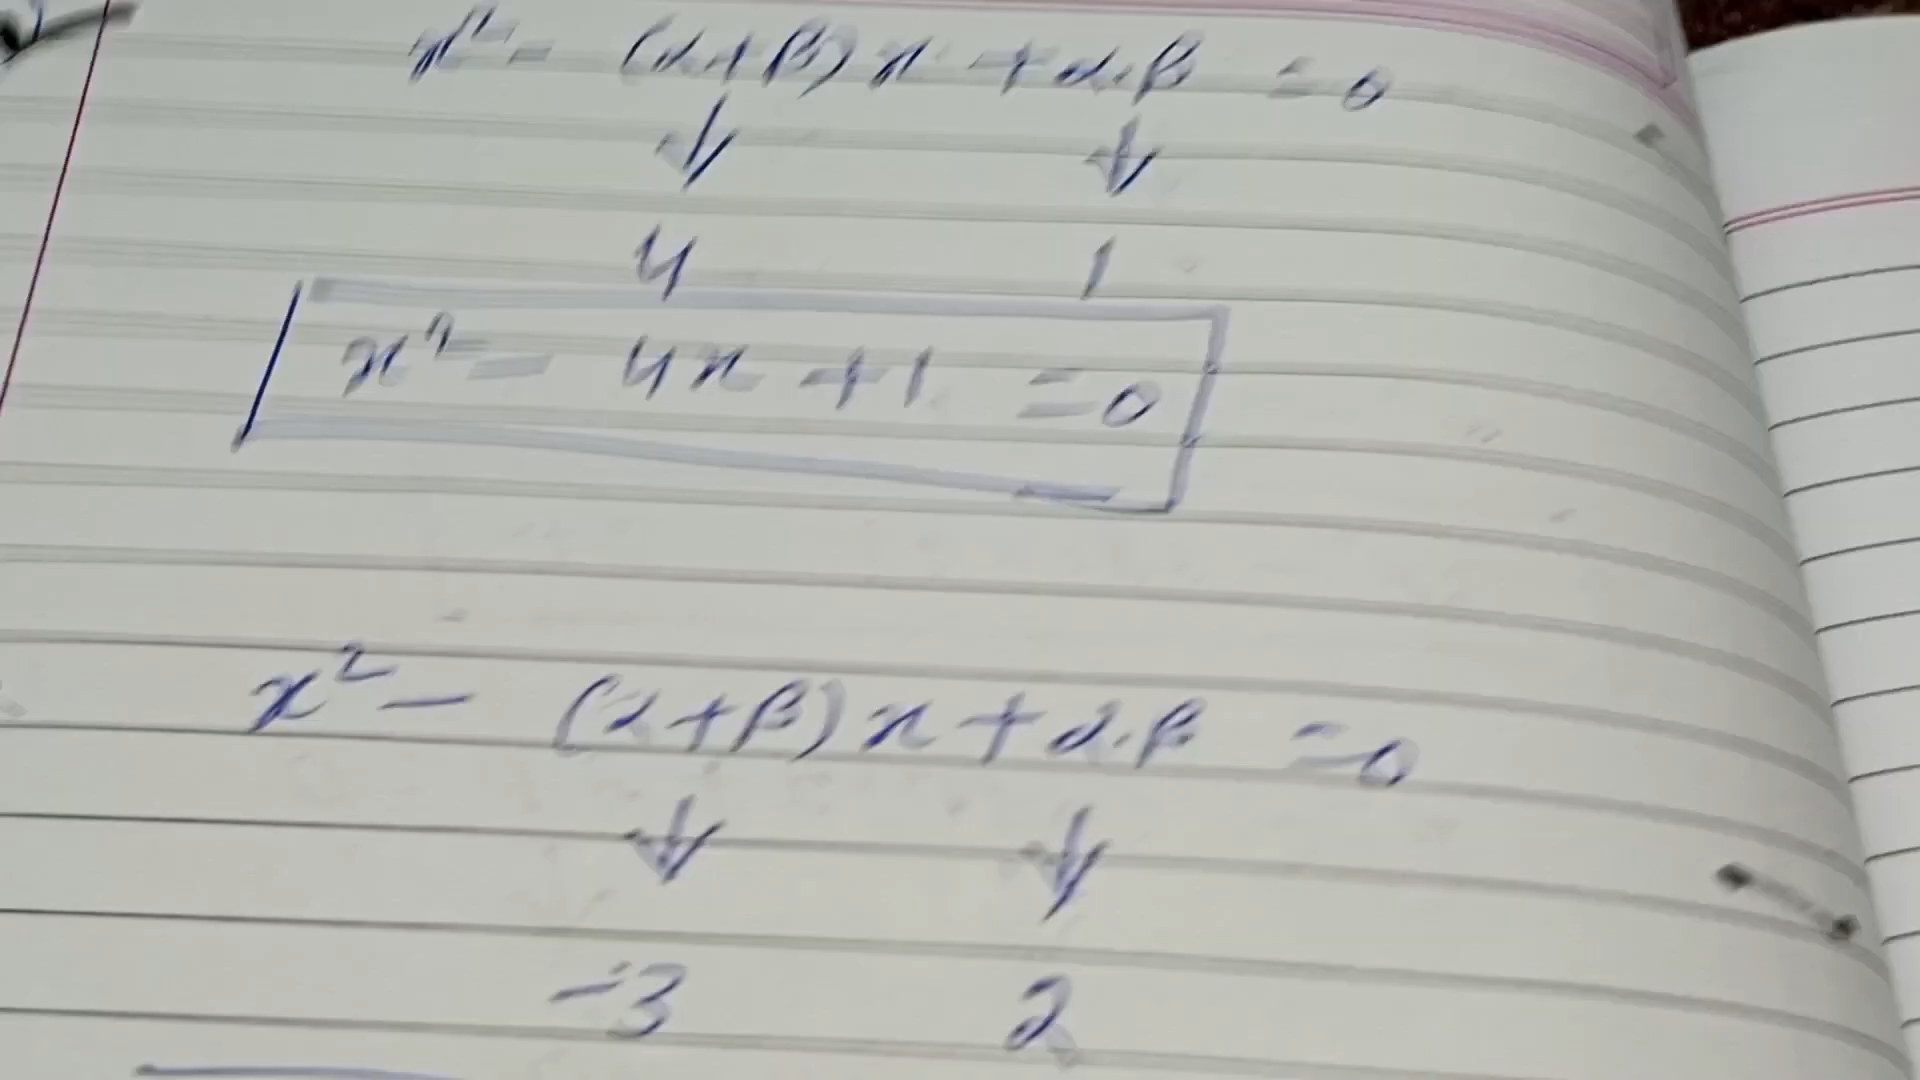 x² - (α+β)x + α.β = 0
↓ ↓
4 1
x² - 4x + 1 = 0
x² - (α+β)x + α.β = 0
↓ ↓
-3 2